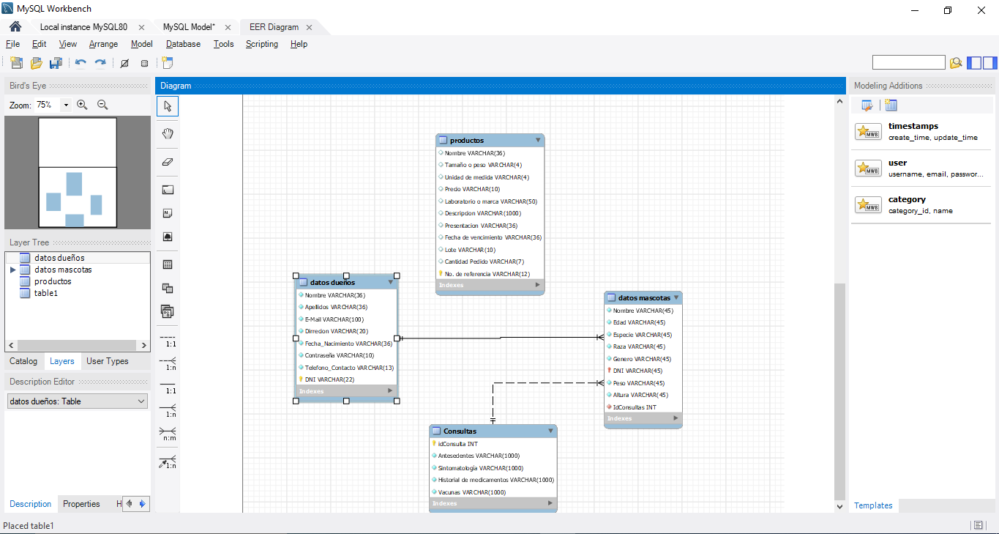 MySQL Workbench
Local instance MySQL80
MySQL Model*
EER Diagram
File Edit View Arrange Model Database Tools Scripting Help
Bird's Eye
Zoom: 75%
Layer Tree
datos dueños
datos mascotas
productos
table1
Catalog Layers User Types
Description Editor
datos dueños: Table
Description Properties H
Placed table1
Diagram
1:1
1:n
1:1
1:n
n:m
1:n
productos
Nombre VARCHAR(36)
Tamaño o peso VARCHAR(4)
Unidad de medida VARCHAR(4)
Precio VARCHAR(10)
Laboratorio o marca VARCHAR(50)
Descripcion VARCHAR(1000)
Presentacion VARCHAR(36)
Fecha de vencimiento VARCHAR(36)
Lote VARCHAR(10)
Cantidad Pedido VARCHAR(7)
No. de referencia VARCHAR(12)
Indexes
datos dueños
Nombre VARCHAR(36)
Apellidos VARCHAR(36)
E-Mail VARCHAR(100)
Dirrecion VARCHAR(20)
Fecha_Nacimiento VARCHAR(36)
Contraseña VARCHAR(10)
Telefono_Contacto VARCHAR(13)
DNI VARCHAR(22)
Indexes
datos mascotas
Nombre VARCHAR(45)
Edad VARCHAR(45)
Especie VARCHAR(45)
Raza VARCHAR(45)
Genero VARCHAR(45)
DNI VARCHAR(45)
Peso VARCHAR(45)
Altura VARCHAR(45)
IdConsultas INT
Indexes
Consultas
idConsulta INT
Antesedentes VARCHAR(1000)
Sintomatología VARCHAR(1000)
Historial de medicamentos VARCHAR(1000)
Vacunas VARCHAR(1000)
Indexes
Modeling Additions
MWB
timestamps
create_time, update_time
MWB
user
username, email, passwor...
MWB
category
category_id, name
Templates